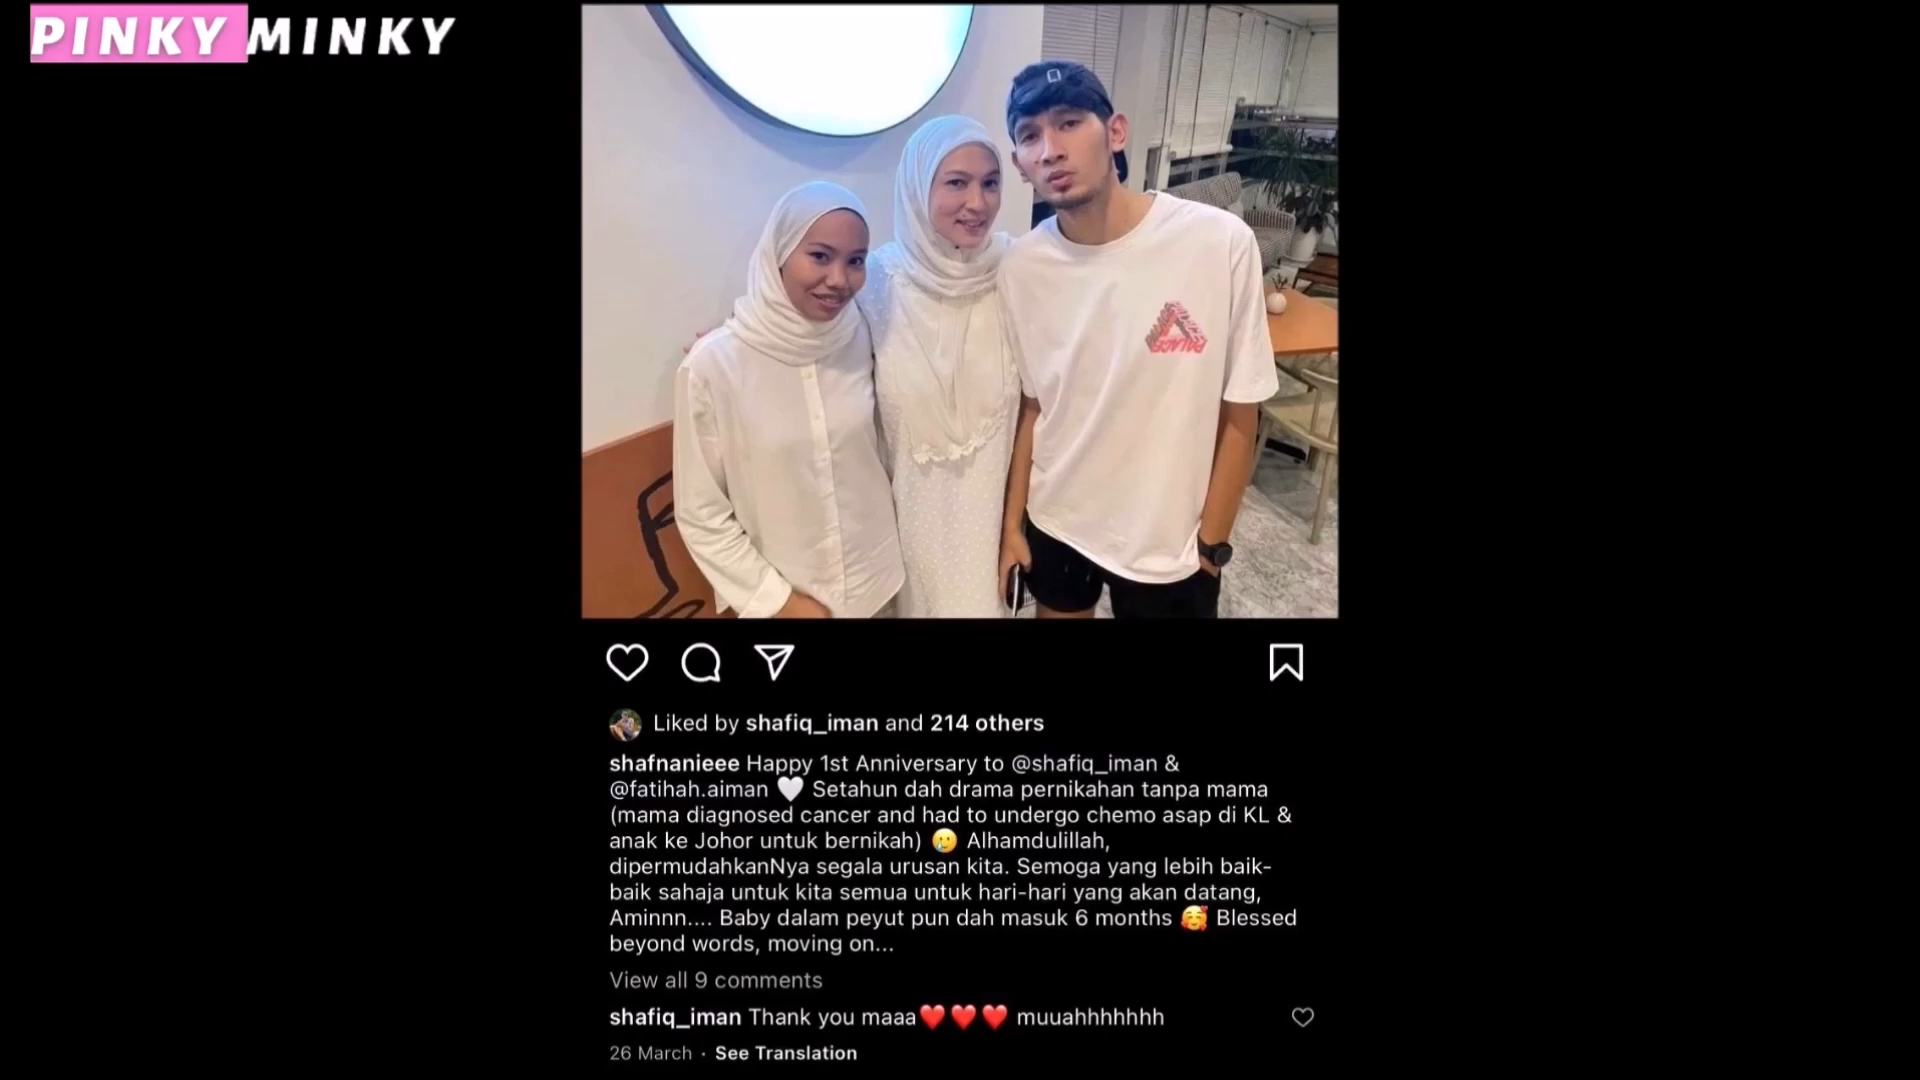 PINKY MINKY
PALACE
Liked by shafiq_iman and 214 others
shafnanieee Happy 1st Anniversary to @shafiq_iman &
@fatihah.aiman 🤍 Setahun dah drama pernikahan tanpa mama
(mama diagnosed cancer and had to undergo chemo asap di KL &
anak ke Johor untuk bernikah) 🥲 Alhamdulillah,
dipermudahkanNya segala urusan kita. Semoga yang lebih baik-
baik sahaja untuk kita semua untuk hari-hari yang akan datang,
Aminnn.... Baby dalam peyut pun dah masuk 6 months 🥰 Blessed
beyond words, moving on...
View all 9 comments
shafiq_iman Thank you maaa❤️❤️❤️ muuahhhhhhh
26 March · See Translation